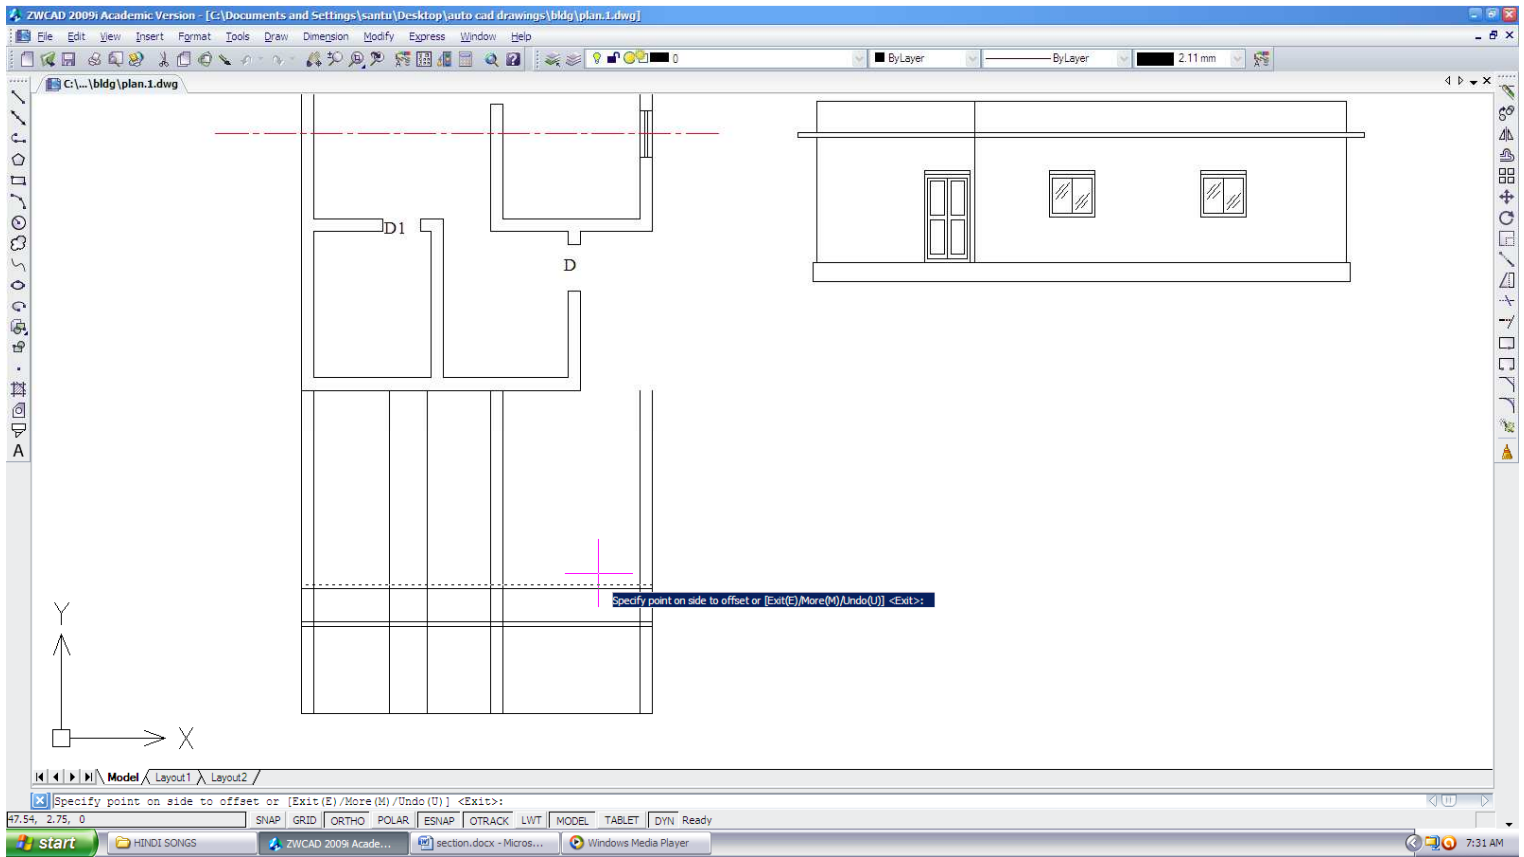 ZWCAD 2009i Academic Version - [C:\Documents and Settings\santu\Desktop\auto cad drawings\bldg\plan.1.dwg]
File Edit View Insert Format Tools Draw Dimension Modify Express Window Help
0 ByLayer ByLayer 2.11 mm
C:\...\bldg\plan.1.dwg
D1
D
Specify point on side to offset or [Exit(E)/More(M)/Undo(U)] <Exit>:
Y
X
A
Model Layout1 Layout2
Specify point on side to offset or [Exit(E)/More(M)/Undo(U)] <Exit>:
47.54, 2.75, 0 SNAP GRID ORTHO POLAR ESNAP OTRACK LWT MODEL TABLET DYN Ready
start HINDI SONGS ZWCAD 2009i Acade... section.docx - Micros... Windows Media Player 7:31 AM